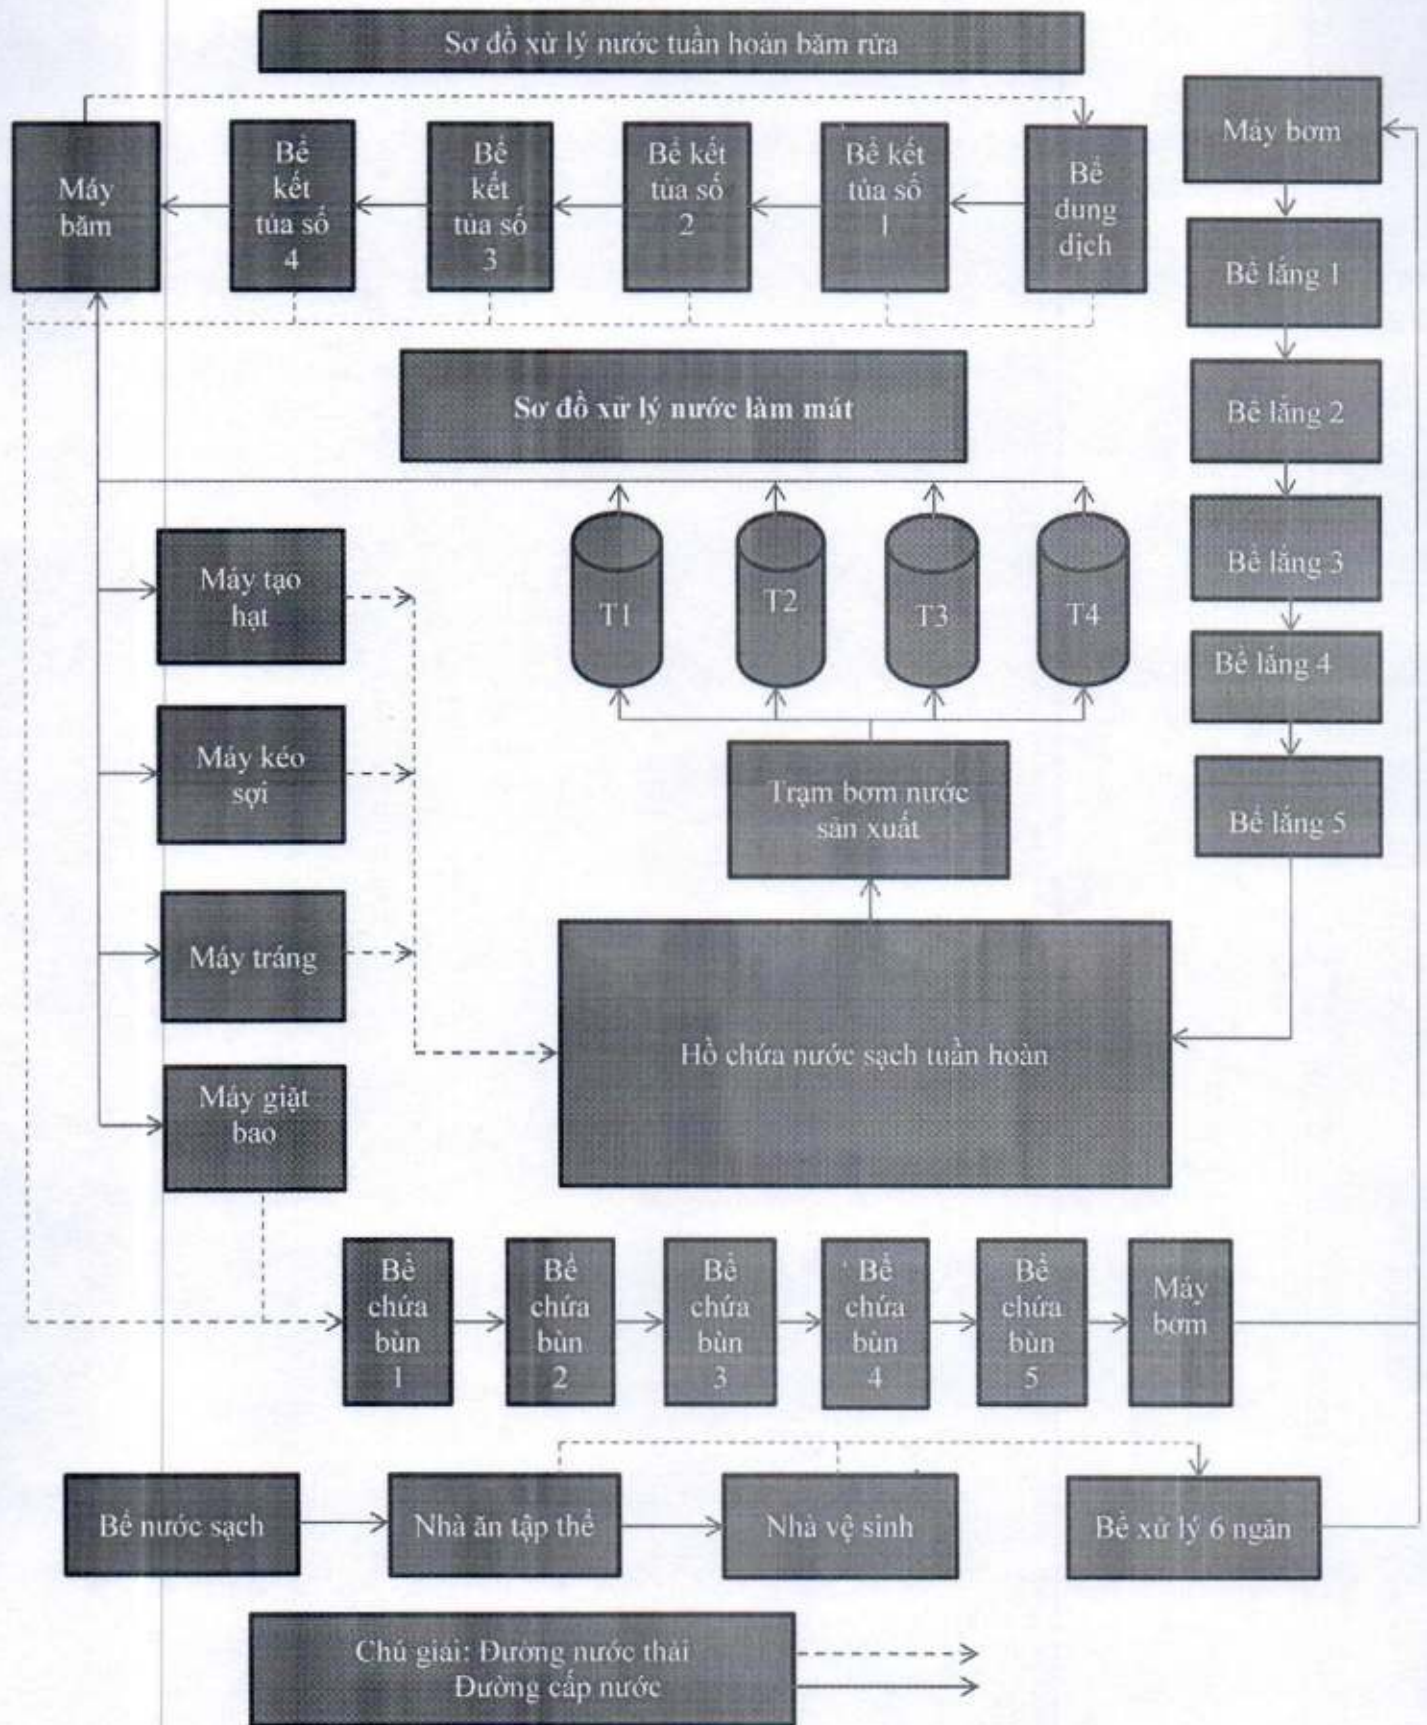 Sơ đồ xử lý nước tuần hoàn băm rửa
Máy
băm
Bể
kết
tủa số
4
Bể
kết
tủa số
3
Bể kết
tủa số
2
Bể kết
tủa số
1
Bể
dung
dịch
Máy bơm
Bể lắng 1
Bể lắng 2
Bể lắng 3
Bể lắng 4
Bể lắng 5
Sơ đồ xử lý nước làm mát
Máy tạo
hạt
T1
T2
T3
T4
Máy kéo
sợi
Trạm bơm nước
sản xuất
Máy tráng
Hồ chứa nước sạch tuần hoàn
Máy giặt
bao
Bể
chứa
bùn
1
Bể
chứa
bùn
2
Bể
chứa
bùn
3
Bể
chứa
bùn
4
Bể
chứa
bùn
5
Máy
bơm
Bể nước sạch
Nhà ăn tập thể
Nhà vệ sinh
Bể xử lý 6 ngăn
Chú giải: Đường nước thải
Đường cấp nước